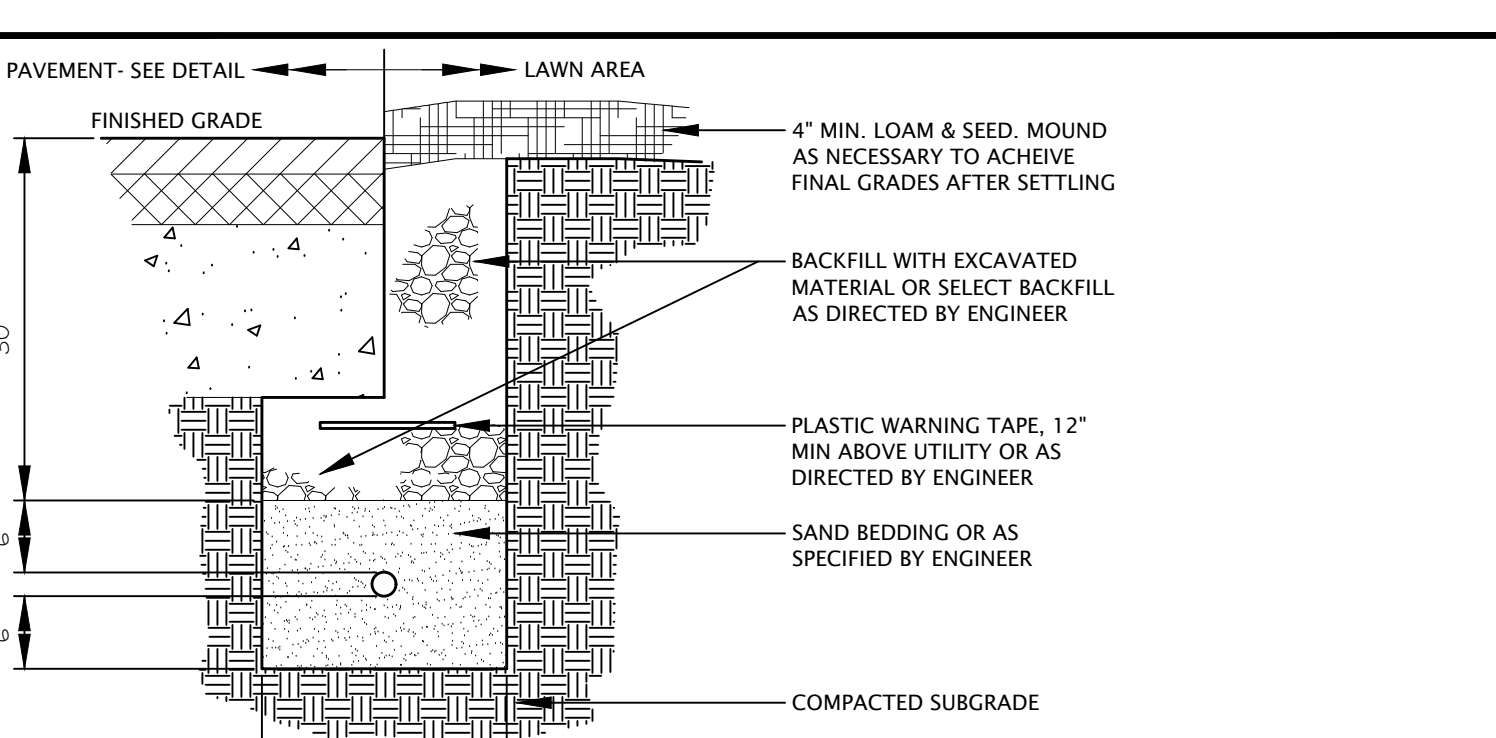 PAVEMENT- SEE DETAIL
LAWN AREA
FINISHED GRADE
4" MIN. LOAM & SEED. MOUND
AS NECESSARY TO ACHEIVE
FINAL GRADES AFTER SETTLING
BACKFILL WITH EXCAVATED
MATERIAL OR SELECT BACKFILL
AS DIRECTED BY ENGINEER
PLASTIC WARNING TAPE, 12"
MIN ABOVE UTILITY OR AS
DIRECTED BY ENGINEER
SAND BEDDING OR AS
SPECIFIED BY ENGINEER
COMPACTED SUBGRADE